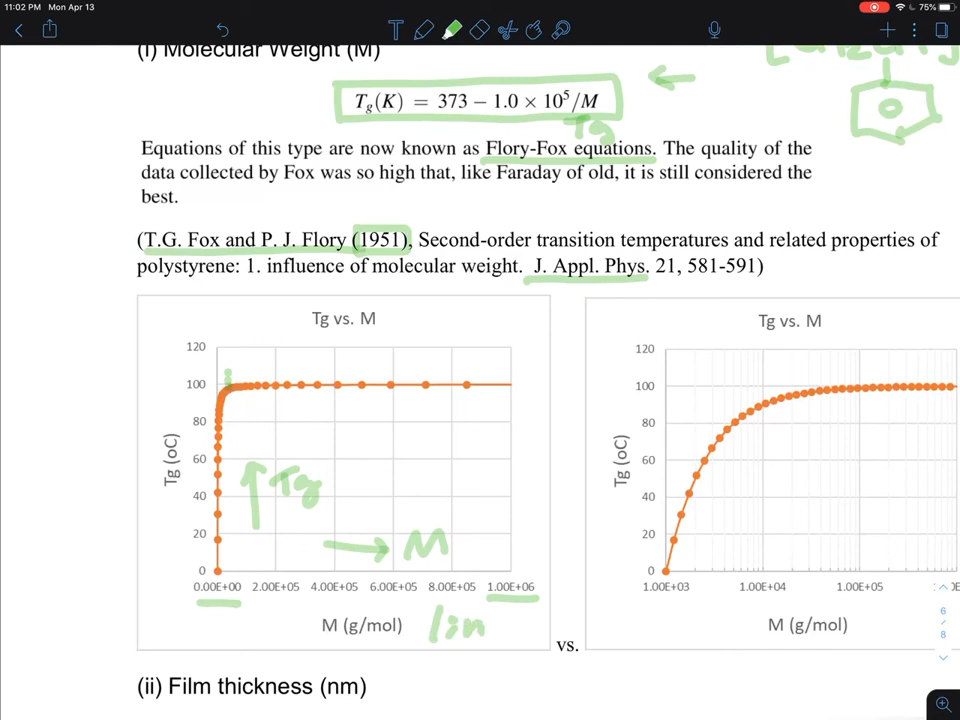 11:02 PM Mon Apr 13
75%
(i) Molecular Weight (M)
Tg(K) = 373 – 1.0 × 10⁵/M
Tg
Equations of this type are now known as Flory-Fox equations. The quality of the
data collected by Fox was so high that, like Faraday of old, it is still considered the
best.
(T.G. Fox and P. J. Flory (1951), Second-order transition temperatures and related properties of
polystyrene: 1. influence of molecular weight. J. Appl. Phys. 21, 581-591)
Tg vs. M
120
100
80
60
40
20
0
Tg (oC)
Tg
M
0.00E+00 2.00E+05 4.00E+05 6.00E+05 8.00E+05 1.00E+06
M (g/mol)
lin
vs.
Tg vs. M
120
100
80
60
40
20
0
Tg (oC)
1.00E+03 1.00E+04 1.00E+05
M (g/mol)
6
/
8
(ii) Film thickness (nm)